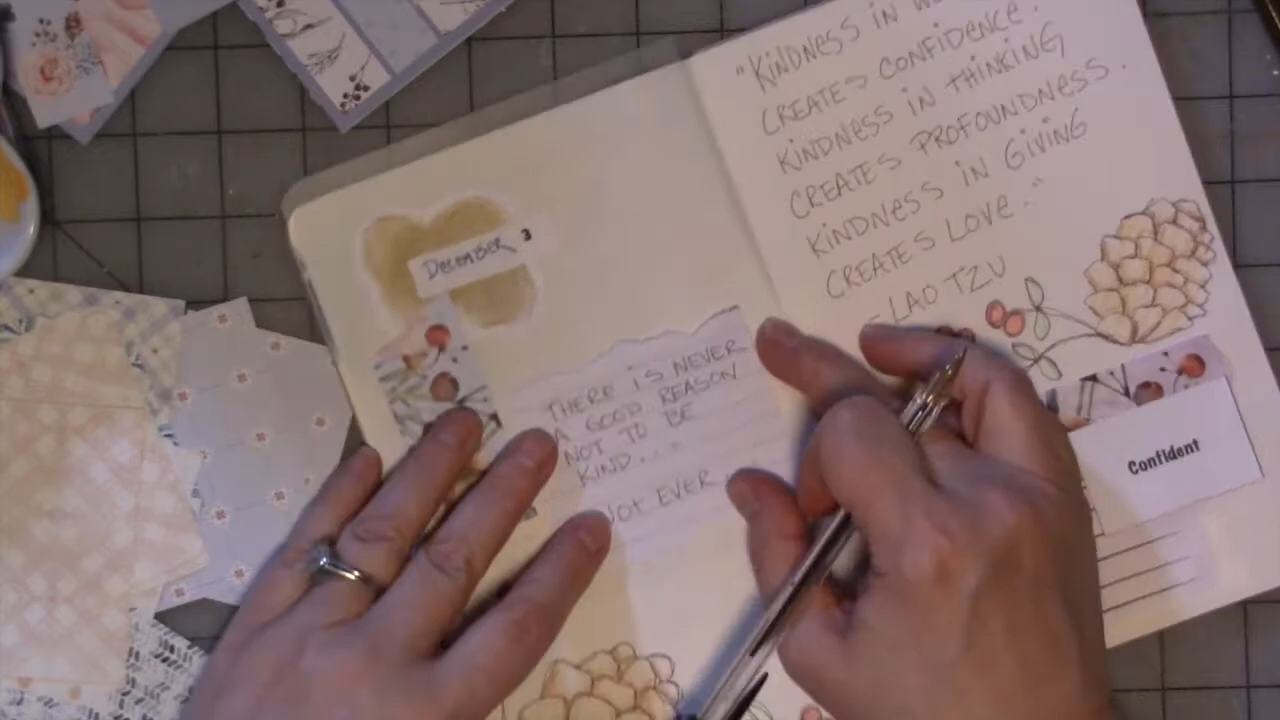 December 3
THERE IS NEVER
A GOOD REASON
NOT TO BE
KIND...
NOT EVER
"KINDNESS IN
CREATES CONFIDENCE.
KINDNESS IN THINKING
CREATES PROFOUNDNESS.
KINDNESS IN GIVING
CREATES LOVE."
- LAO TZU
Confident